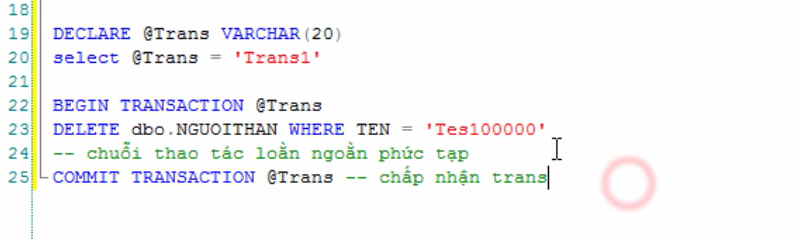 18
19 DECLARE @Trans VARCHAR(20)
20 select @Trans = 'Trans1'
21
22 BEGIN TRANSACTION @Trans
23 DELETE dbo.NGUOITHAN WHERE TEN = 'Tes100000'
24 -- chuỗi thao tác loằn ngoằn phức tạp
25 COMMIT TRANSACTION @Trans -- chấp nhận trans